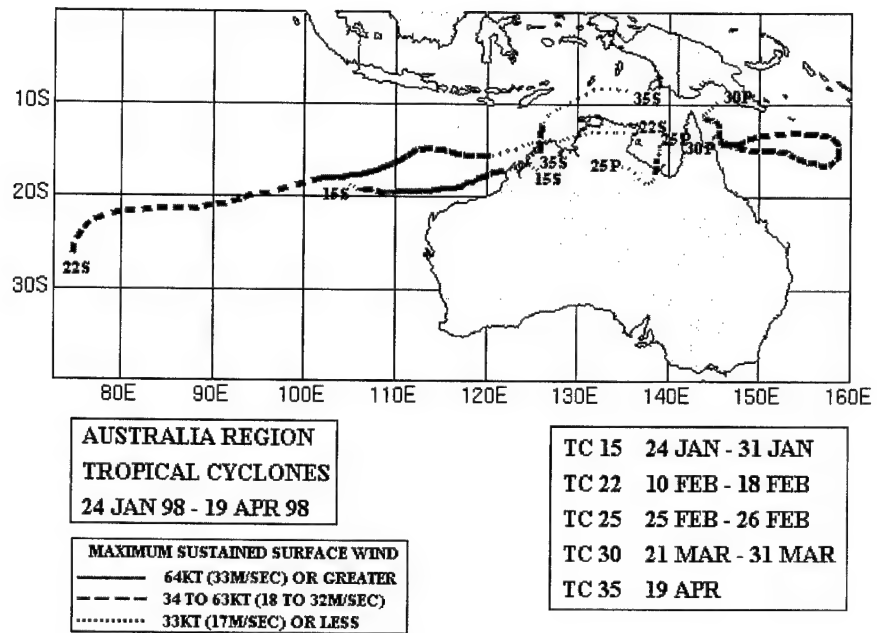 10S
20S
30S
35S
30P
22S
25P
30P
35S
25P
15S
15S
22S
80E 90E 100E 110E 120E 130E 140E 150E 160E
AUSTRALIA REGION
TROPICAL CYCLONES
24 JAN 98 - 19 APR 98
MAXIMUM SUSTAINED SURFACE WIND
64KT (33M/SEC) OR GREATER
34 TO 63KT (18 TO 32M/SEC)
33KT (17M/SEC) OR LESS
TC 15 24 JAN - 31 JAN
TC 22 10 FEB - 18 FEB
TC 25 25 FEB - 26 FEB
TC 30 21 MAR - 31 MAR
TC 35 19 APR